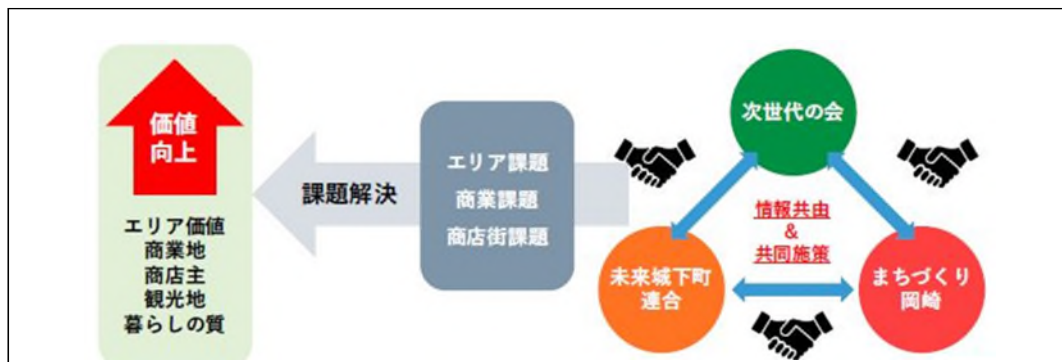 価値
向上
エリア価値
商業地
商店主
観光地
暮らしの質
課題解決
エリア課題
商業課題
商店街課題
次世代の会
情報共由
&
共同施策
未来城下町
連合
まちづくり
岡崎